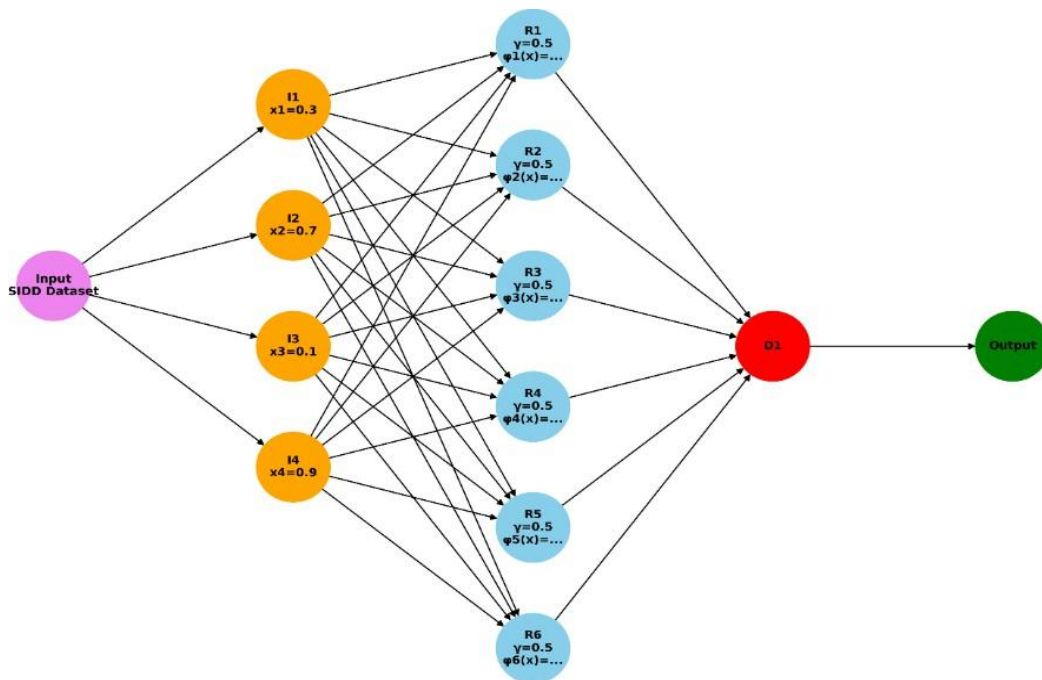 Input
SIDD Dataset
I1
x1=0.3
I2
x2=0.7
I3
x3=0.1
I4
x4=0.9
R1
γ=0.5
φ1(x)=...
R2
γ=0.5
φ2(x)=...
R3
γ=0.5
φ3(x)=...
R4
γ=0.5
φ4(x)=...
R5
γ=0.5
φ5(x)=...
R6
γ=0.5
φ6(x)=...
O1
Output